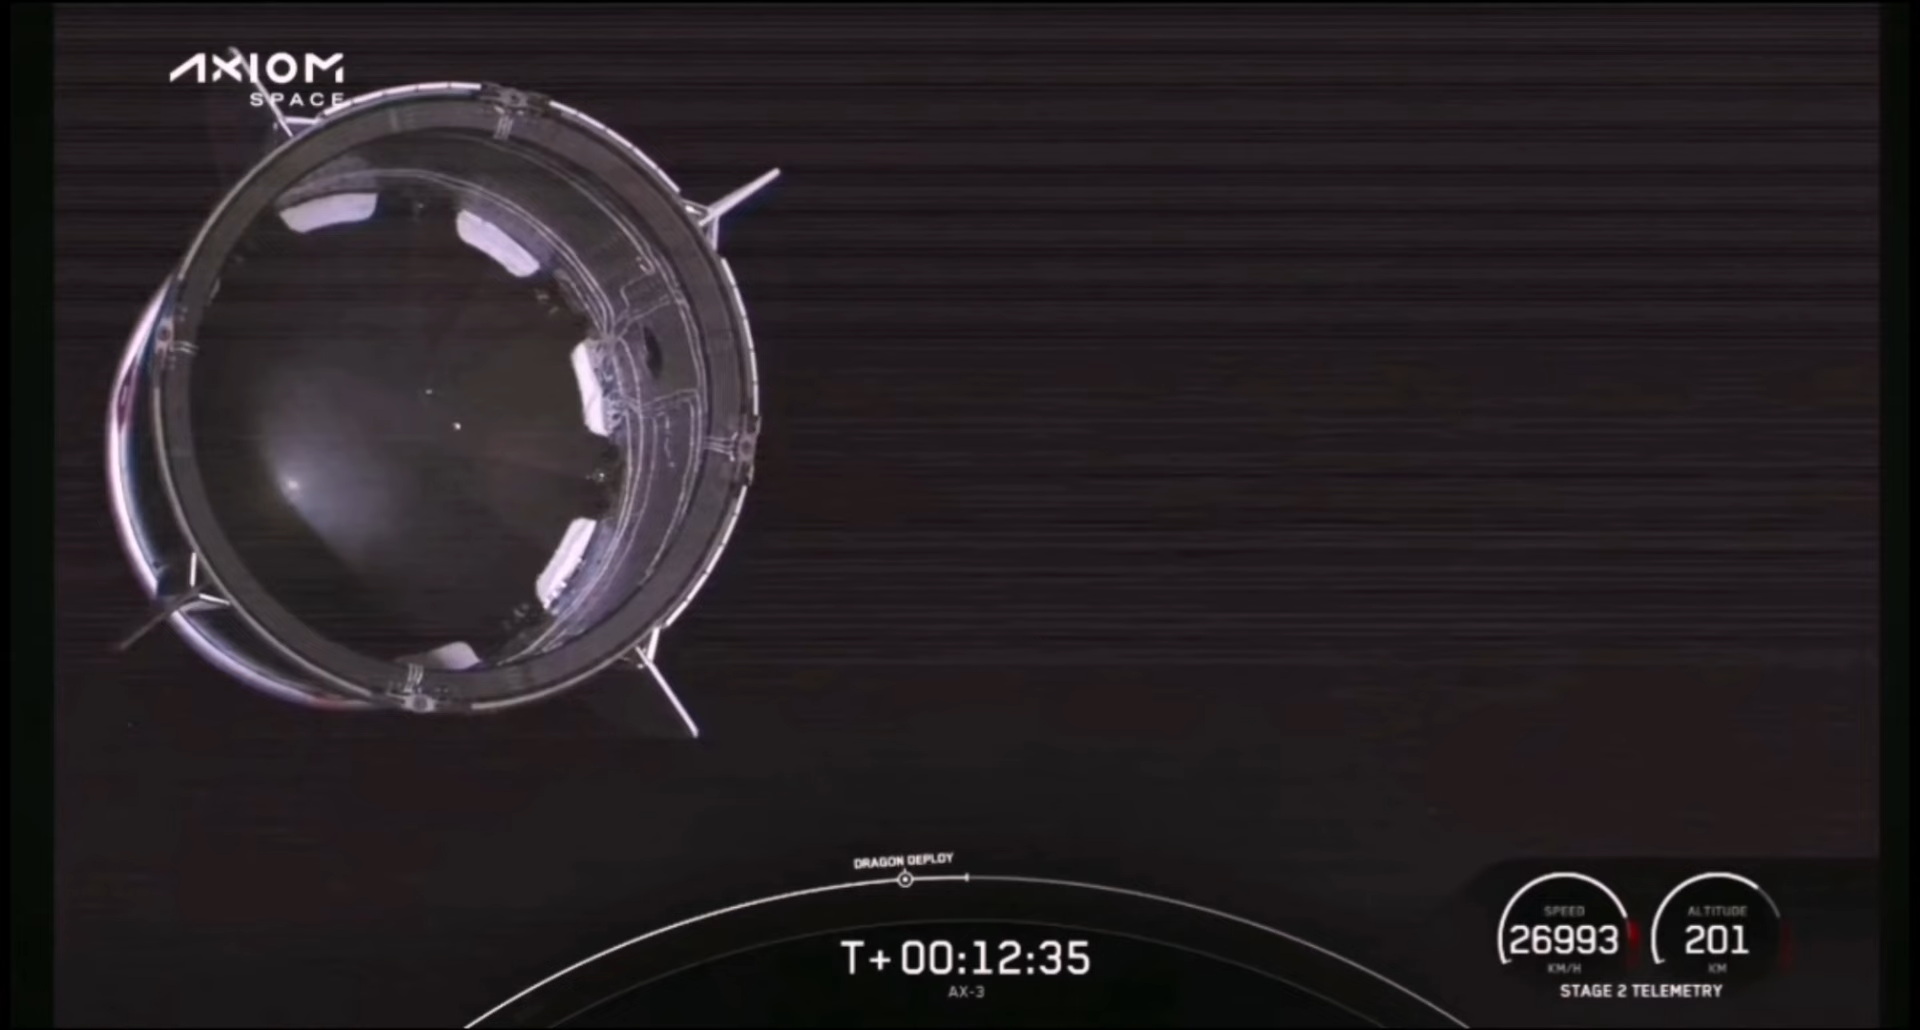 AXIOM
SPACE
DRAGON DEPLOY
T+00:12:35
AX-3
SPEED
26993
KM/H
ALTITUDE
201
KM
STAGE 2 TELEMETRY